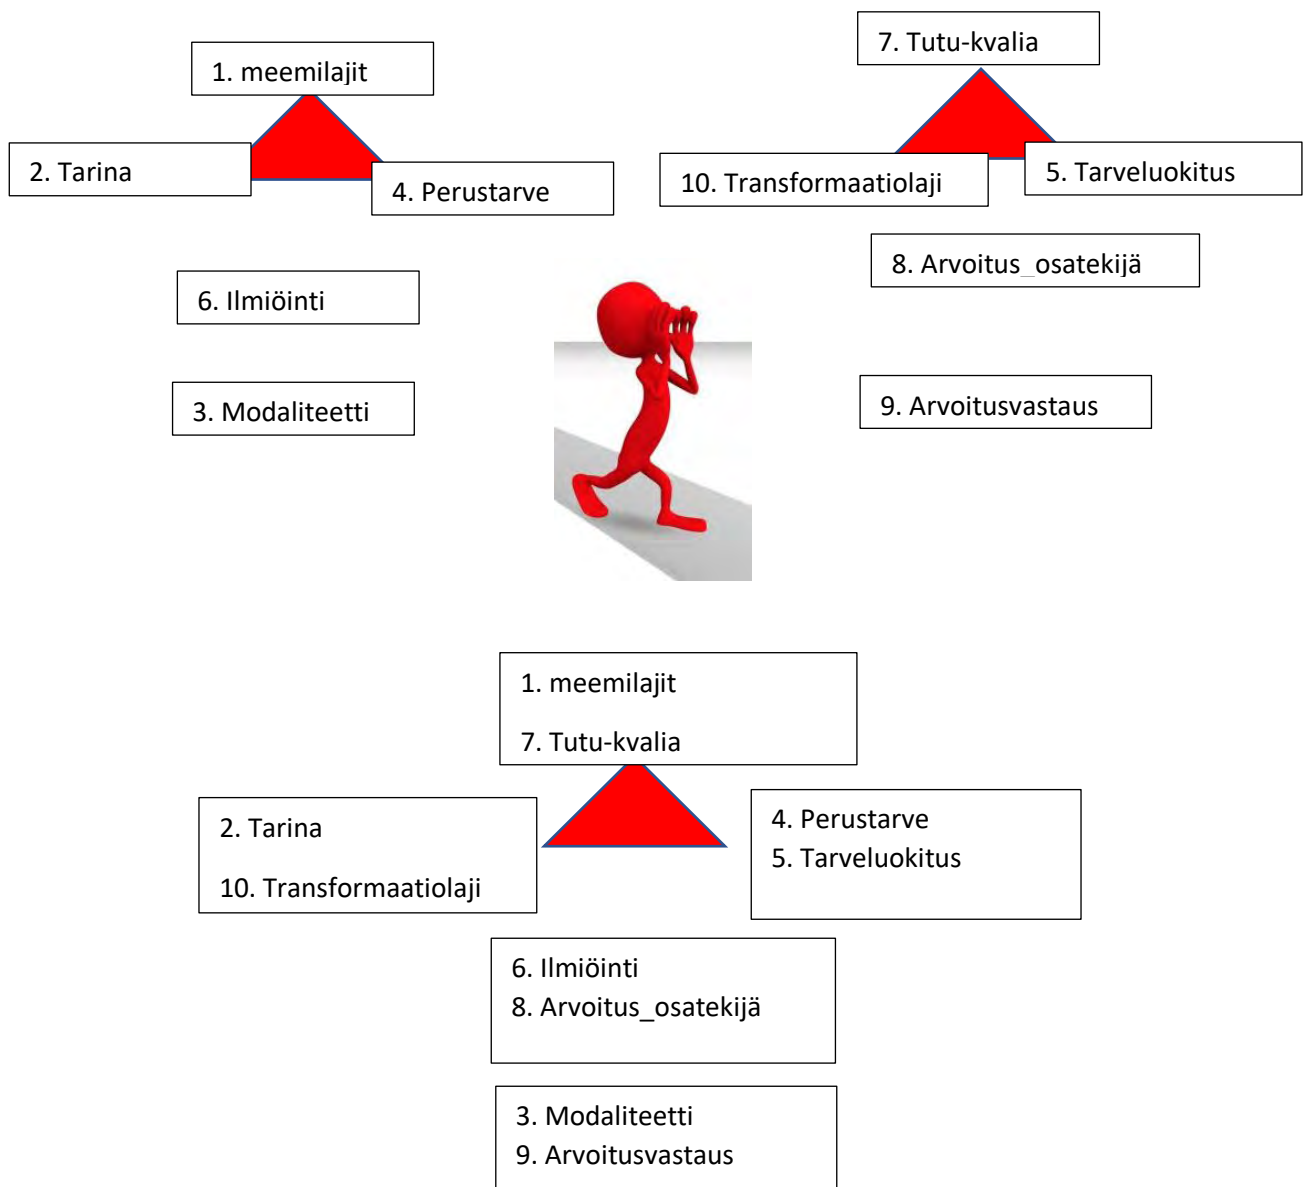 1. meemilajit
2. Tarina
4. Perustarve
6. Ilmiöinti
3. Modaliteetti
7. Tutu-kvalia
10. Transformaatiolaji
5. Tarveluokitus
8. Arvoitus_osatekijä
9. Arvoitusvastaus
1. meemilajit
7. Tutu-kvalia
2. Tarina
10. Transformaatiolaji
4. Perustarve
5. Tarveluokitus
6. Ilmiöinti
8. Arvoitus_osatekijä
3. Modaliteetti
9. Arvoitusvastaus